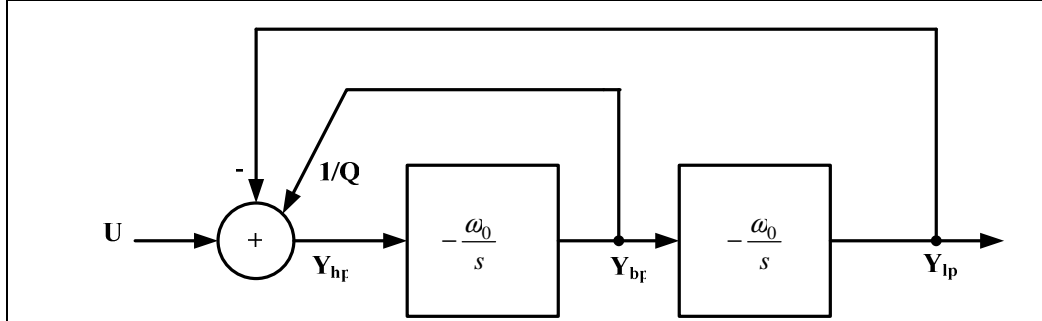 -
1/Q
U
+
Y_hp
-ω₀/s
Y_bp
-ω₀/s
Y_lp